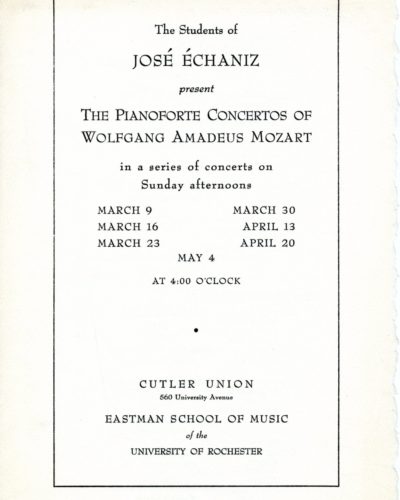 The Students of
JOSÉ ÉCHANIZ
present
THE PIANOFORTE CONCERTOS OF
WOLFGANG AMADEUS MOZART
in a series of concerts on
Sunday afternoons
MARCH 9 MARCH 30
MARCH 16 APRIL 13
MARCH 23 APRIL 20
MAY 4
AT 4:00 O'CLOCK
•
CUTLER UNION
560 University Avenue
EASTMAN SCHOOL OF MUSIC
of the
UNIVERSITY OF ROCHESTER